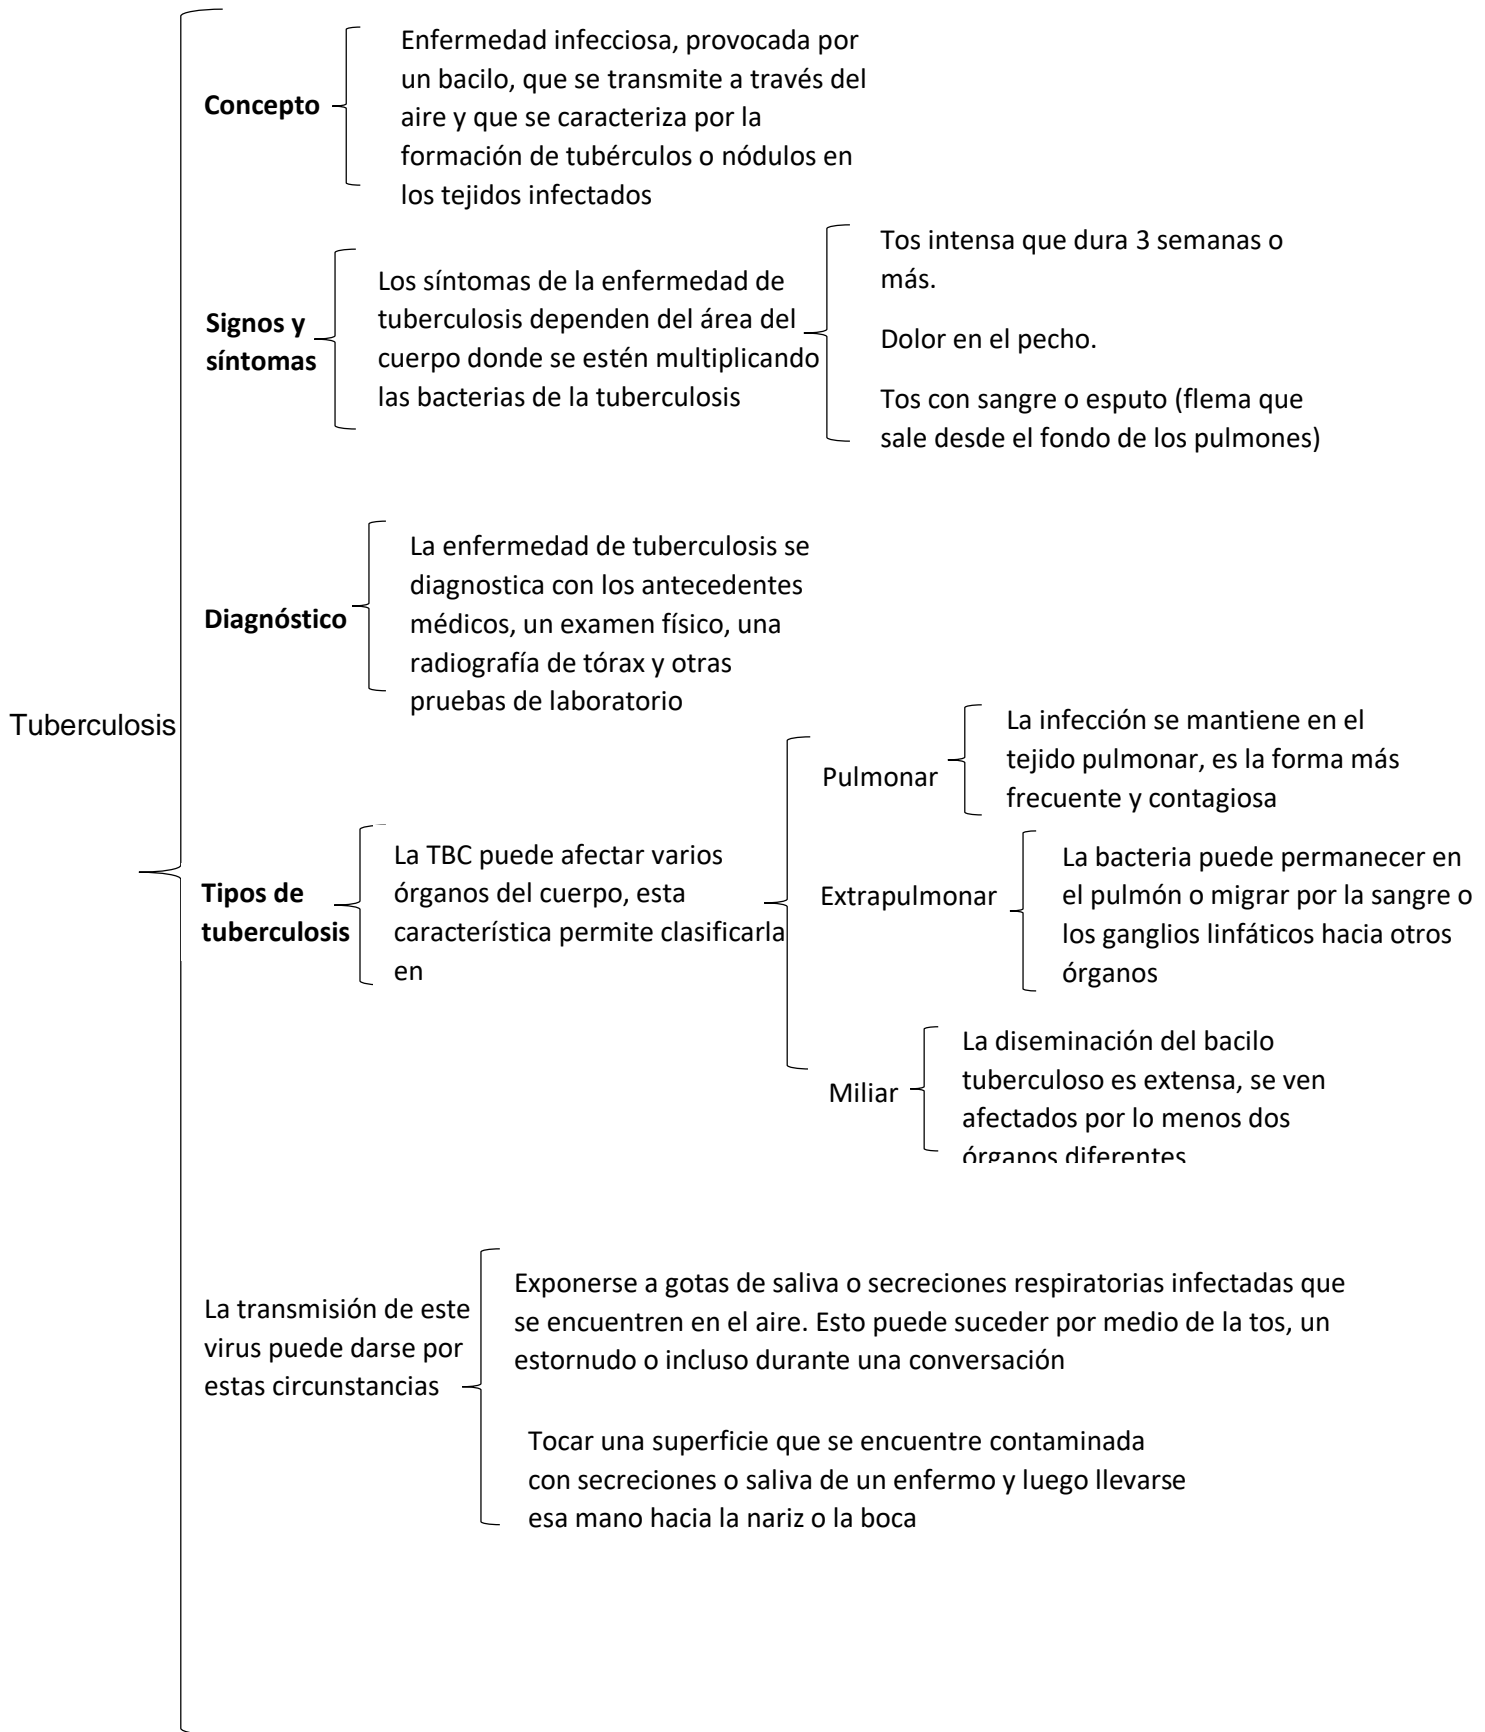 Tuberculosis
Concepto
Enfermedad infecciosa, provocada por
un bacilo, que se transmite a través del
aire y que se caracteriza por la
formación de tubérculos o nódulos en
los tejidos infectados
Signos y
síntomas
Los síntomas de la enfermedad de
tuberculosis dependen del área del
cuerpo donde se estén multiplicando
las bacterias de la tuberculosis
Tos intensa que dura 3 semanas o
más.
Dolor en el pecho.
Tos con sangre o esputo (flema que
sale desde el fondo de los pulmones)
Diagnóstico
La enfermedad de tuberculosis se
diagnostica con los antecedentes
médicos, un examen físico, una
radiografía de tórax y otras
pruebas de laboratorio
Tipos de
tuberculosis
La TBC puede afectar varios
órganos del cuerpo, esta
característica permite clasificarla
en
Pulmonar
La infección se mantiene en el
tejido pulmonar, es la forma más
frecuente y contagiosa
Extrapulmonar
La bacteria puede permanecer en
el pulmón o migrar por la sangre o
los ganglios linfáticos hacia otros
órganos
Miliar
La diseminación del bacilo
tuberculoso es extensa, se ven
afectados por lo menos dos
órganos diferentes
La transmisión de este
virus puede darse por
estas circunstancias
Exponerse a gotas de saliva o secreciones respiratorias infectadas que
se encuentren en el aire. Esto puede suceder por medio de la tos, un
estornudo o incluso durante una conversación
Tocar una superficie que se encuentre contaminada
con secreciones o saliva de un enfermo y luego llevarse
esa mano hacia la nariz o la boca